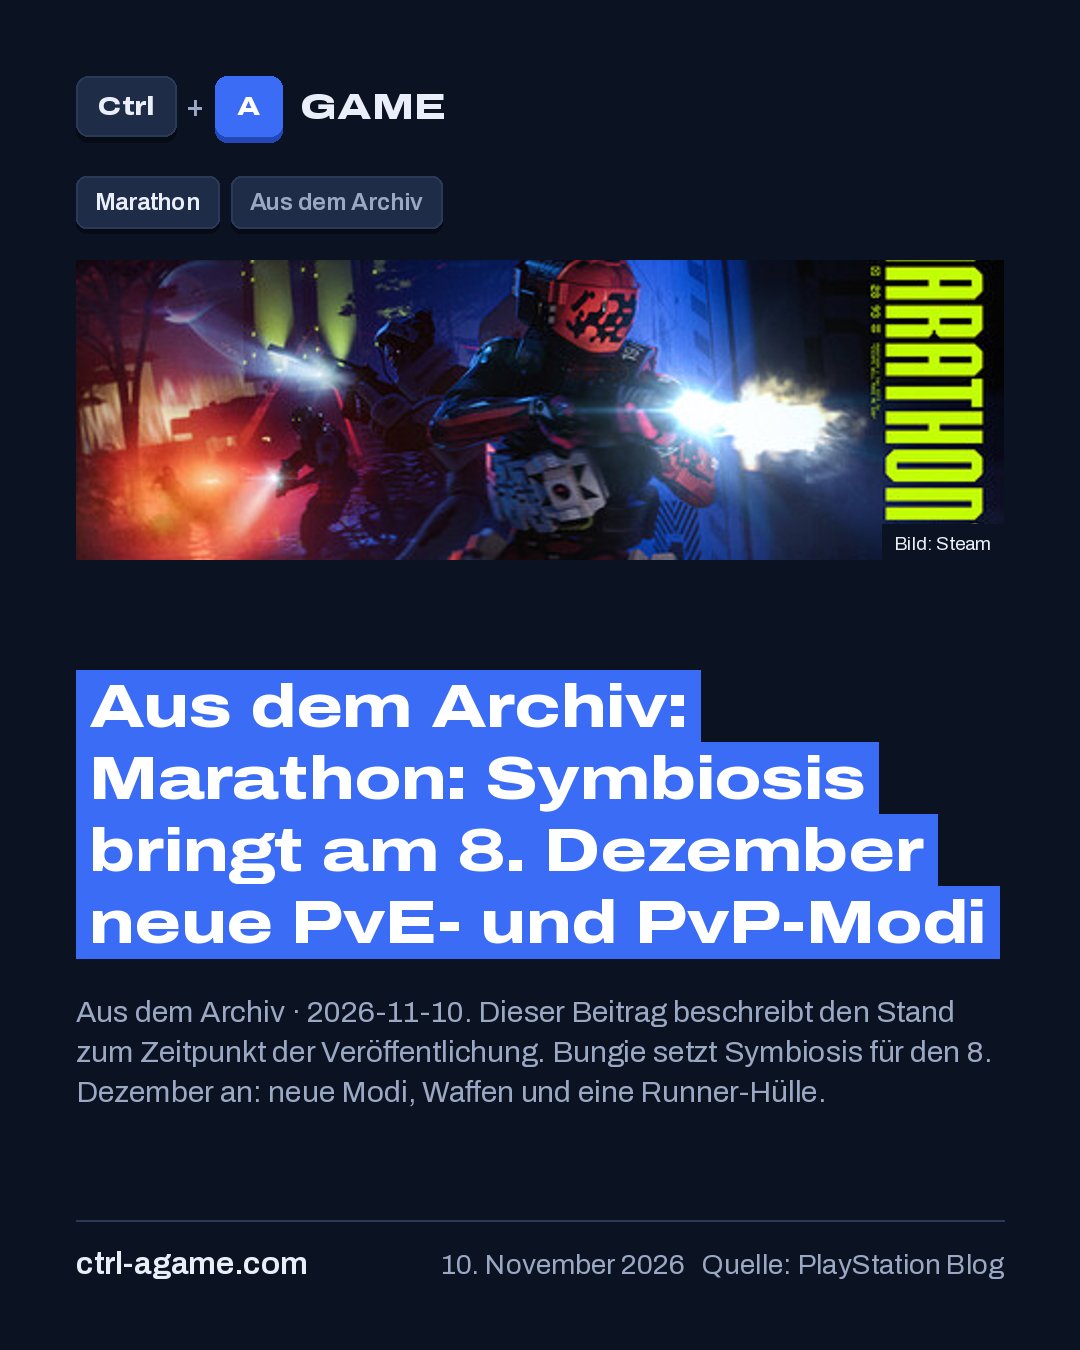 Ctrl + A GAME
Marathon Aus dem Archiv
ARATHON
Bild: Steam
Aus dem Archiv:
Marathon: Symbiosis
bringt am 8. Dezember
neue PvE- und PvP-Modi
Aus dem Archiv · 2026-11-10. Dieser Beitrag beschreibt den Stand
zum Zeitpunkt der Veröffentlichung. Bungie setzt Symbiosis für den 8.
Dezember an: neue Modi, Waffen und eine Runner-Hülle.
ctrl-agame.com 10. November 2026 Quelle: PlayStation Blog